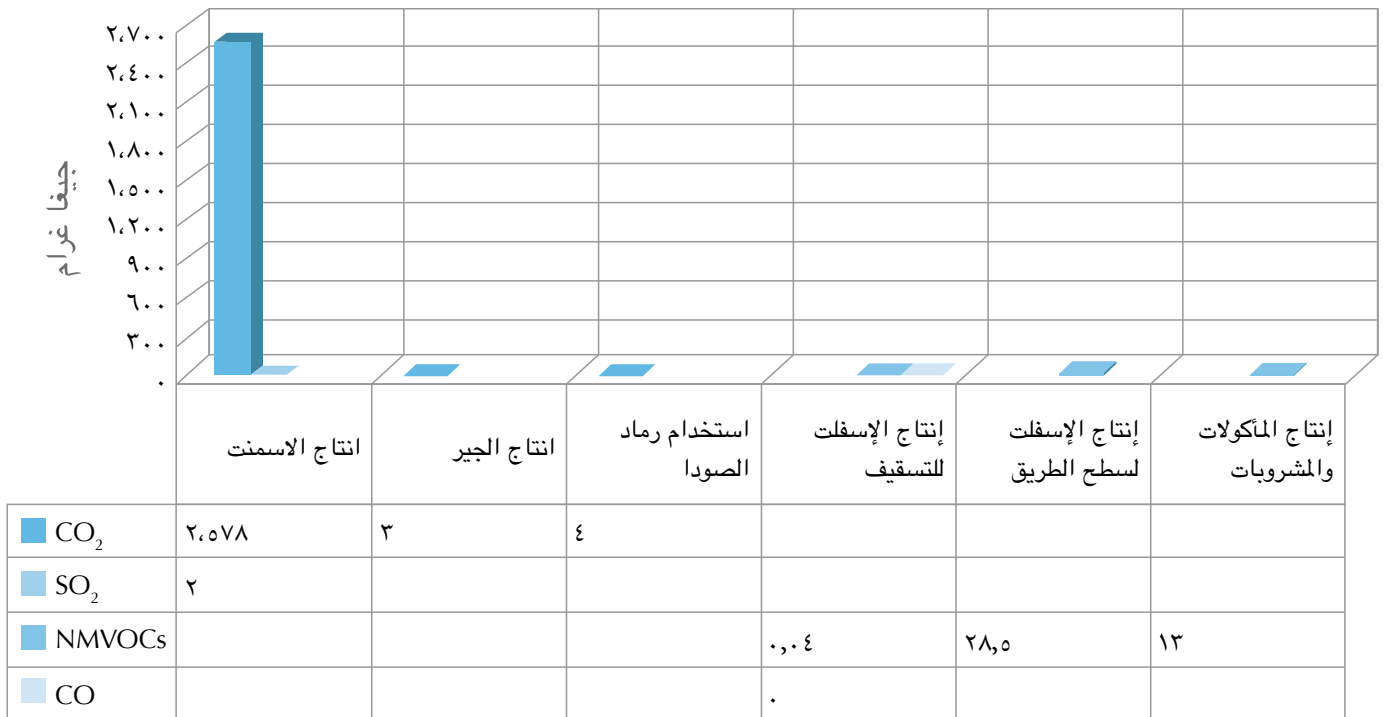 ٢،٧٠٠
٢،٤٠٠
٢،١٠٠
١،٨٠٠
١،٥٠٠
١،٢٠٠
٩٠٠
٦٠٠
٣٠٠
٠
جيغا غرام
انتاج الاسمنت
انتاج الجير
استخدام رماد
الصودا
إنتاج الإسفلت
للتسقيف
إنتاج الإسفلت
لسطح الطريق
إنتاج المأكولات
والمشروبات
CO₂ ٢،٥٧٨ ٣ ٤
SO₂ ٢
NMVOCs ٠,٠٤ ٢٨,٥ ١٣
CO ٠